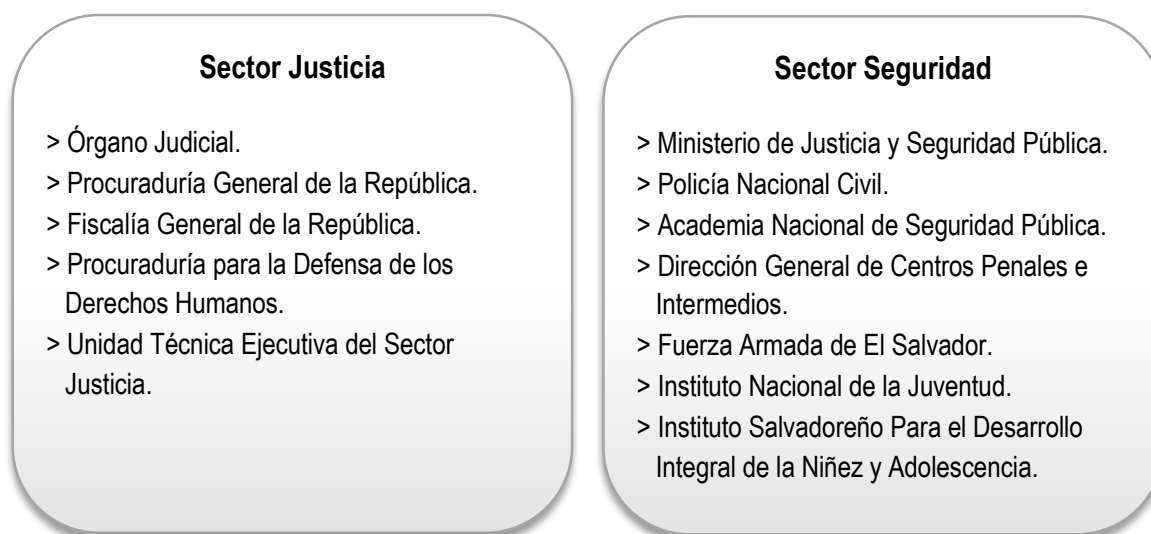 Sector Justicia
> Órgano Judicial.
> Procuraduría General de la República.
> Fiscalía General de la República.
> Procuraduría para la Defensa de los
Derechos Humanos.
> Unidad Técnica Ejecutiva del Sector
Justicia.
Sector Seguridad
> Ministerio de Justicia y Seguridad Pública.
> Policía Nacional Civil.
> Academia Nacional de Seguridad Pública.
> Dirección General de Centros Penales e
Intermedios.
> Fuerza Armada de El Salvador.
> Instituto Nacional de la Juventud.
> Instituto Salvadoreño Para el Desarrollo
Integral de la Niñez y Adolescencia.